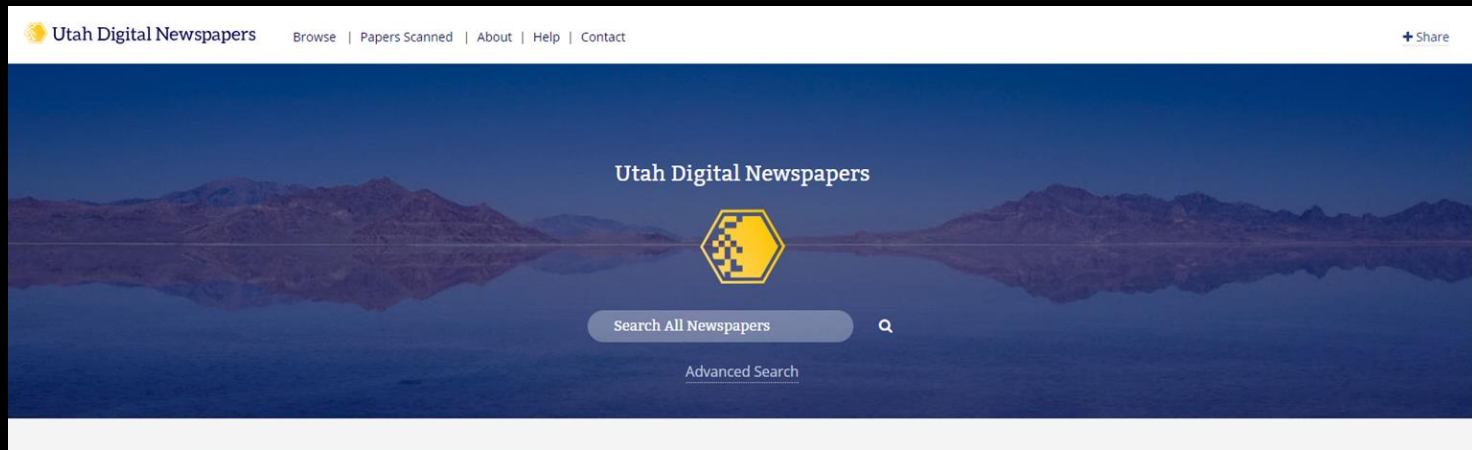 Utah Digital Newspapers Browse | Papers Scanned | About | Help | Contact + Share
Utah Digital Newspapers
Search All Newspapers
Advanced Search